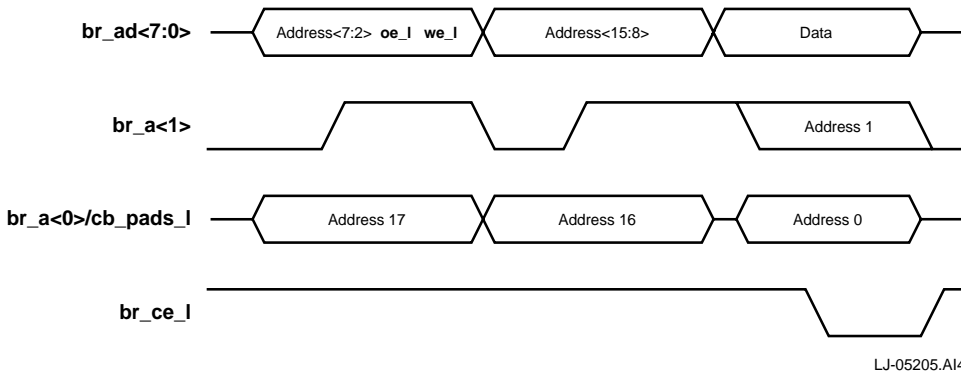 br_ad<7:0> Address<7:2> oe_l we_l Address<15:8> Data
br_a<1> Address 1
br_a<0>/cb_pads_l Address 17 Address 16 Address 0
br_ce_l
LJ-05205.AI4